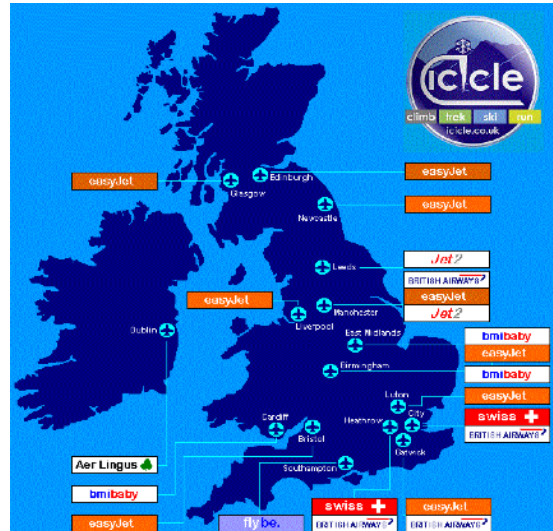 icicle
climb trek ski run
icicle.co.uk
easyJet
Edinburgh
easyJet
Glasgow
Newcastle
easyJet
Leeds
Jet2
BRITISH AIRWAYS
easyJet
easyJet
Manchester
Jet2
Liverpool
Dublin
East Midlands
bmibaby
easyJet
Birmingham
bmibaby
Luton
easyJet
City
swiss
Cardiff
Bristol
Heathrow
BRITISH AIRWAYS
Gatwick
Aer Lingus
Southampton
bmibaby
swiss
easyJet
easyJet
flybe.
BRITISH AIRWAYS
BRITISH AIRWAYS